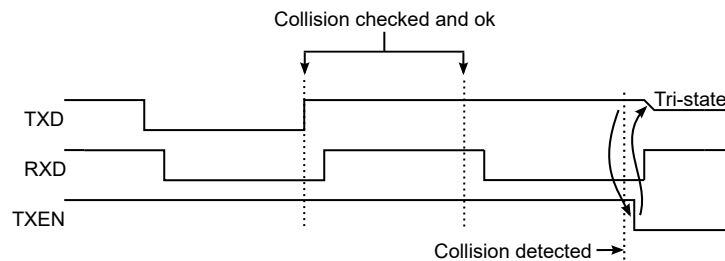 Collision checked and ok
Tri-state
TXD
RXD
TXEN
Collision detected